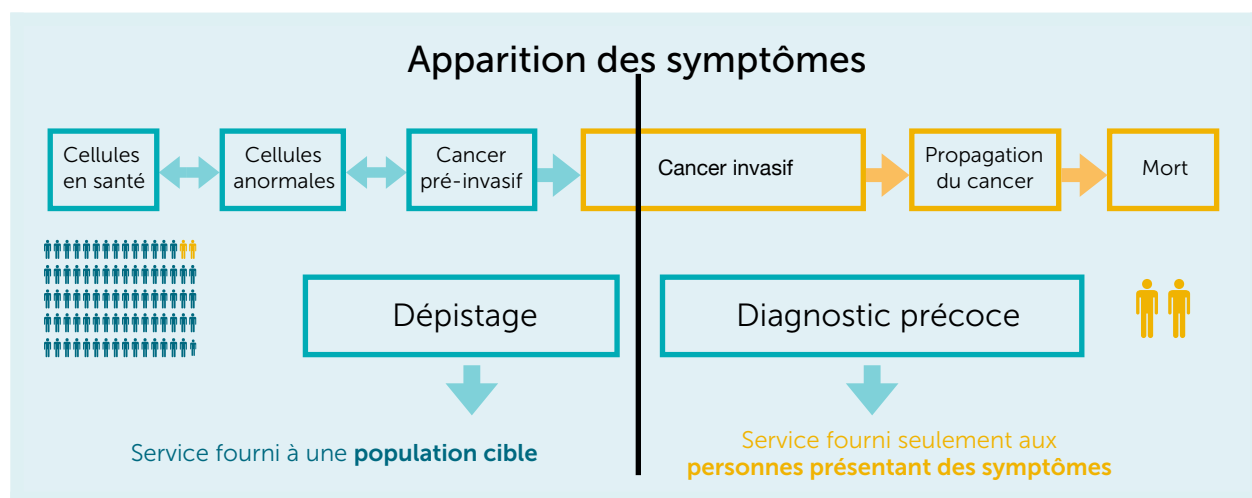 Apparition des symptômes
Cellules
en santé
Cellules
anormales
Cancer
pré-invasif
Cancer invasif
Propagation
du cancer
Mort
Dépistage
Diagnostic précoce
Service fourni à une population cible
Service fourni seulement aux
personnes présentant des symptômes